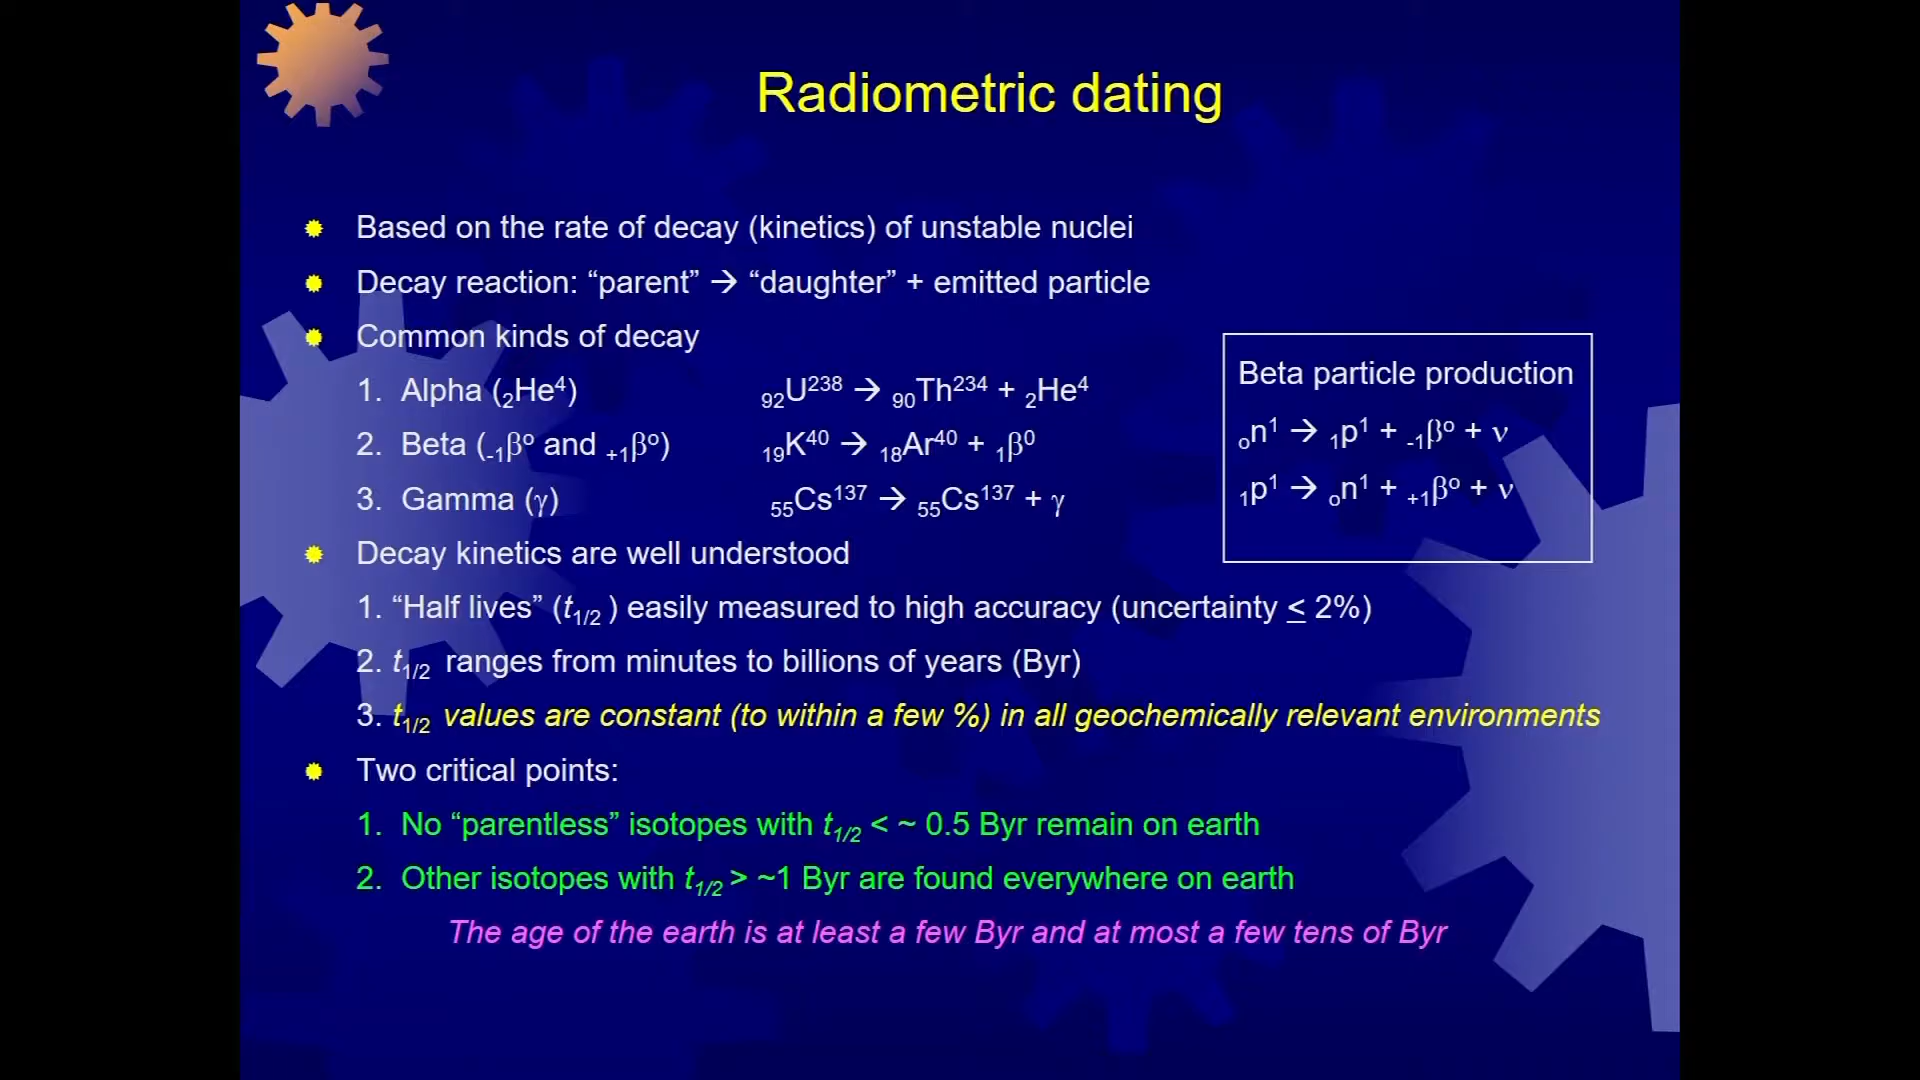 Radiometric dating
Based on the rate of decay (kinetics) of unstable nuclei
Decay reaction: “parent” → “daughter” + emitted particle
Common kinds of decay
1. Alpha (₂He⁴) ₉₂U²³⁸ → ₉₀Th²³⁴ + ₂He⁴
2. Beta (₋₁βᵒ and ₊₁βᵒ) ₁₉K⁴⁰ → ₁₈Ar⁴⁰ + ₁β⁰
3. Gamma (γ) ₅₅Cs¹³⁷ → ₅₅Cs¹³⁷ + γ
Beta particle production
ₒn¹ → ₁p¹ + ₋₁βᵒ + ν
₁p¹ → ₒn¹ + ₊₁βᵒ + ν
Decay kinetics are well understood
1. “Half lives” (t₁/₂ ) easily measured to high accuracy (uncertainty ≤ 2%)
2. t₁/₂ ranges from minutes to billions of years (Byr)
3. t₁/₂ values are constant (to within a few %) in all geochemically relevant environments
Two critical points:
1. No “parentless” isotopes with t₁/₂ < ~ 0.5 Byr remain on earth
2. Other isotopes with t₁/₂ > ~1 Byr are found everywhere on earth
The age of the earth is at least a few Byr and at most a few tens of Byr